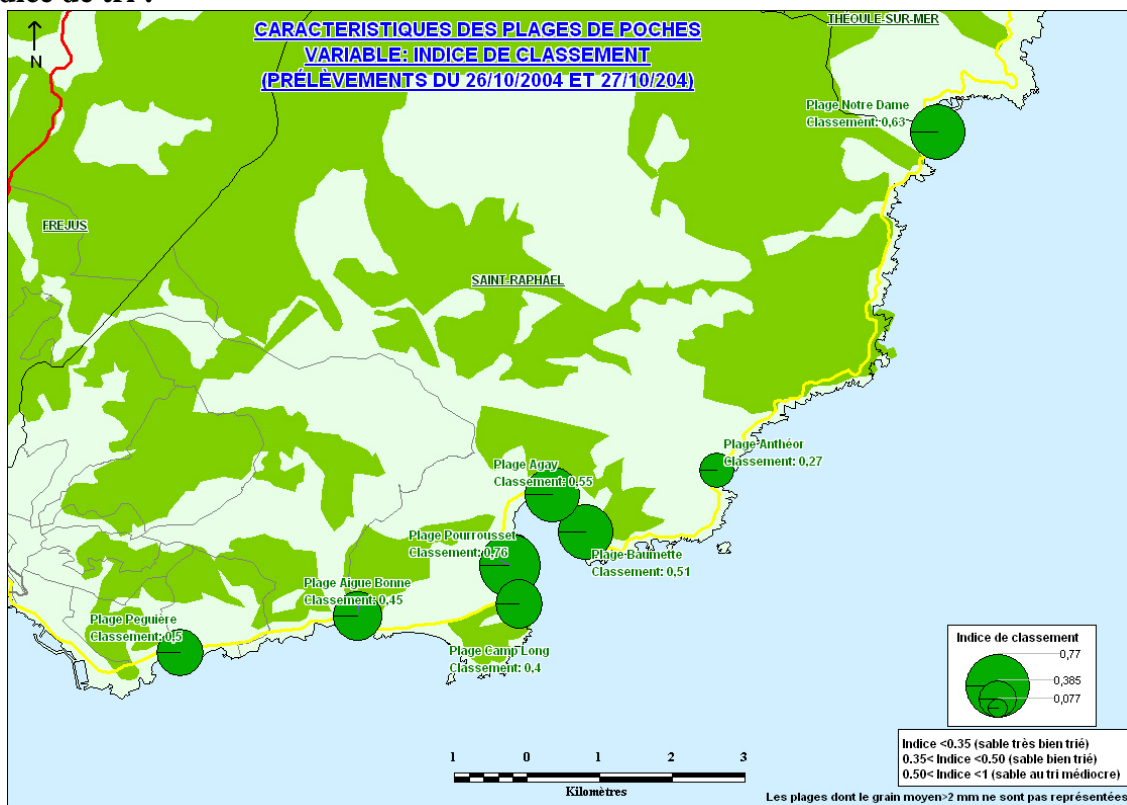 dice de tri :
CARACTERISTIQUES DES PLAGES DE POCHES
VARIABLE: INDICE DE CLASSEMENT
(PRÉLÈVEMENTS DU 26/10/2004 ET 27/10/204)
N
THÉOULE-SUR-MER
Plage Notre Dame
Classement: 0,63
FREJUS
SAINT-RAPHAEL
Plage Anthéor
Classement: 0,27
Plage Agay
Classement: 0,55
Plage Pourrousset
Classement: 0,76
Plage Baumette
Classement: 0,51
Plage Aigue Bonne
Classement: 0,45
Plage Peguière
Classement: 0,5
Plage Camp Long
Classement: 0,4
Indice de classement
0,77
0,385
0,077
Indice <0.35 (sable très bien trié)
0.35< Indice <0.50 (sable bien trié)
0.50< Indice <1 (sable au tri médiocre)
1 0 1 2 3
Kilomètres
Les plages dont le grain moyen>2 mm ne sont pas représentées